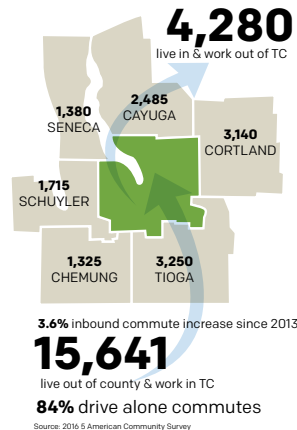 4,280
live in & work out of TC
1,380
SENECA
2,485
CAYUGA
3,140
CORTLAND
1,715
SCHUYLER
1,325
CHEMUNG
3,250
TIOGA
3.6% inbound commute increase since 2013
15,641
live out of county & work in TC
84% drive alone commutes
Source: 2016 5 American Community Survey